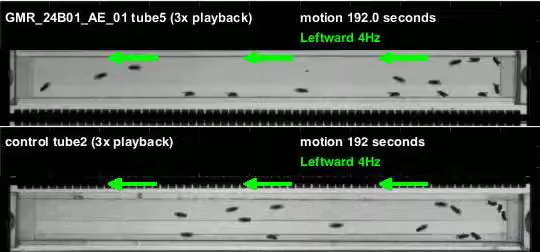 GMR_24B01_AE_01 tube5 (3x playback)
motion 192.0 seconds
Leftward 4Hz
control tube2 (3x playback)
motion 192 seconds
Leftward 4Hz